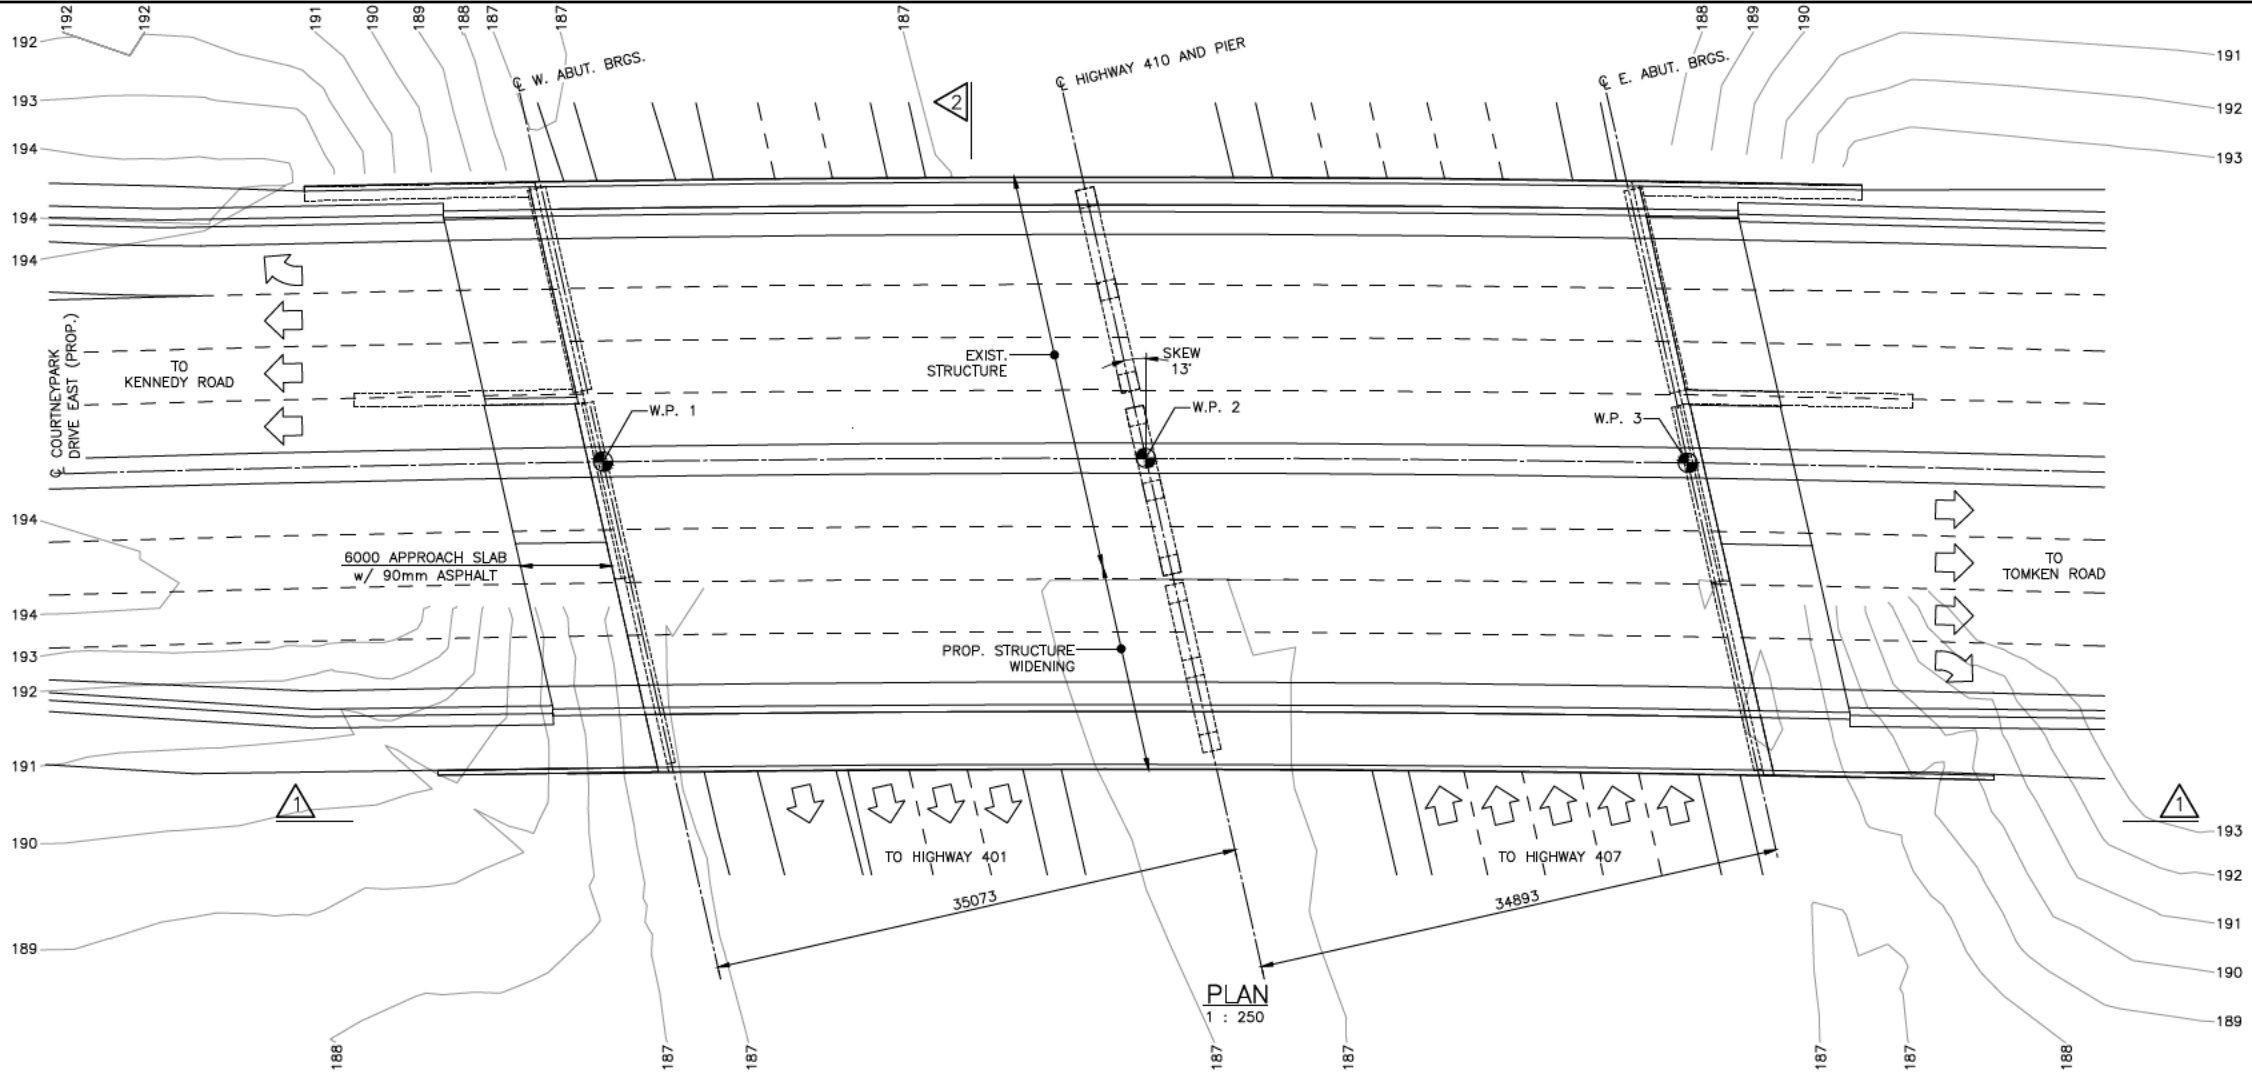 192
192
191
190
189
188
187
187
187
188
189
190
192
193
194
194
194
194
194
193
192
191
190
189
191
192
193
℄ W. ABUT. BRGS.
℄ HIGHWAY 410 AND PIER
℄ E. ABUT. BRGS.
2
℄ COURTNEYPARK
DRIVE EAST (PROP.)
TO
KENNEDY ROAD
EXIST.
STRUCTURE
SKEW
13°
W.P. 1
W.P. 2
W.P. 3
6000 APPROACH SLAB
w/ 90mm ASPHALT
TO
TOMKEN ROAD
PROP. STRUCTURE
WIDENING
1
1
TO HIGHWAY 401
TO HIGHWAY 407
35073
34893
193
192
191
190
189
PLAN
1 : 250
188
187
187
187
187
187
187
188